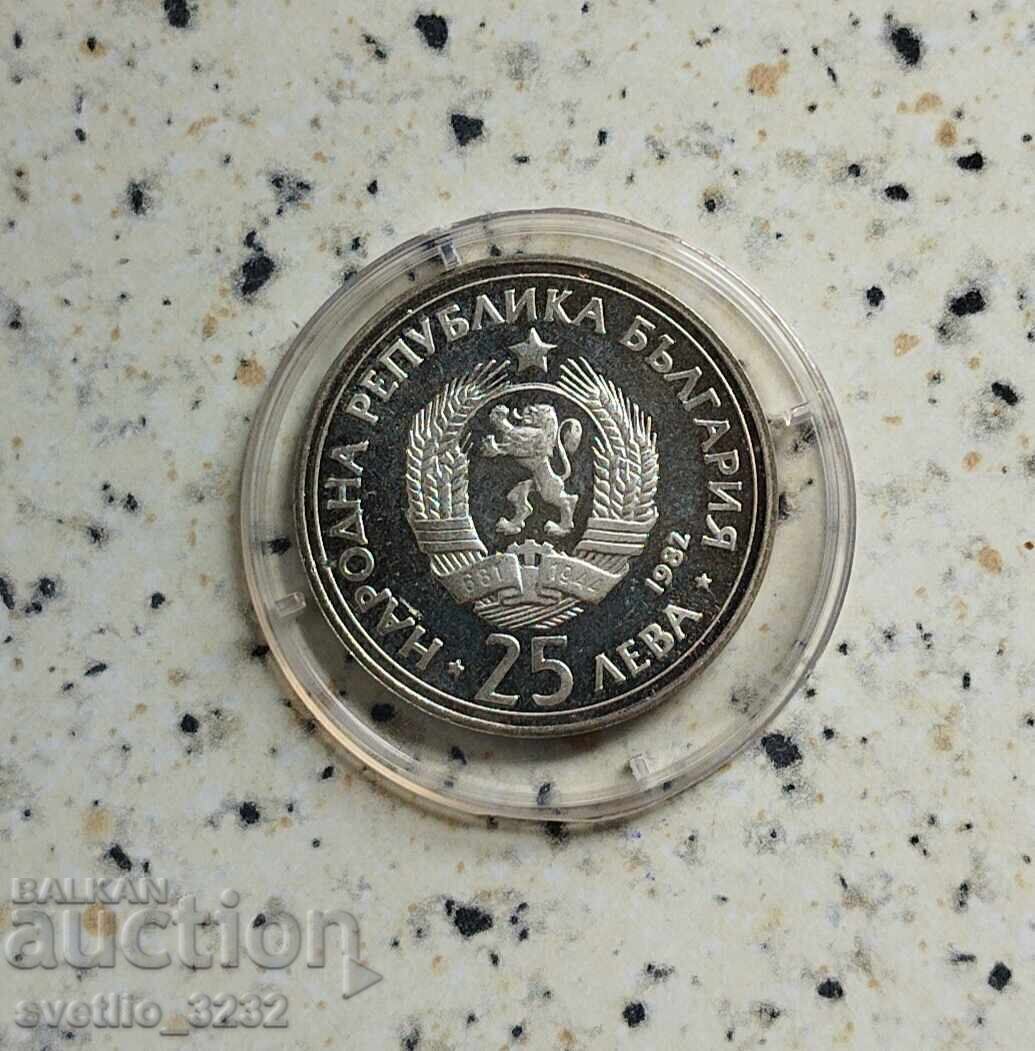 НАРОДНА РЕПУБЛИКА БЪЛГАРИЯ
681 1944
1982
25 ЛЕВА
BALKAN
auction
svetlio_3232